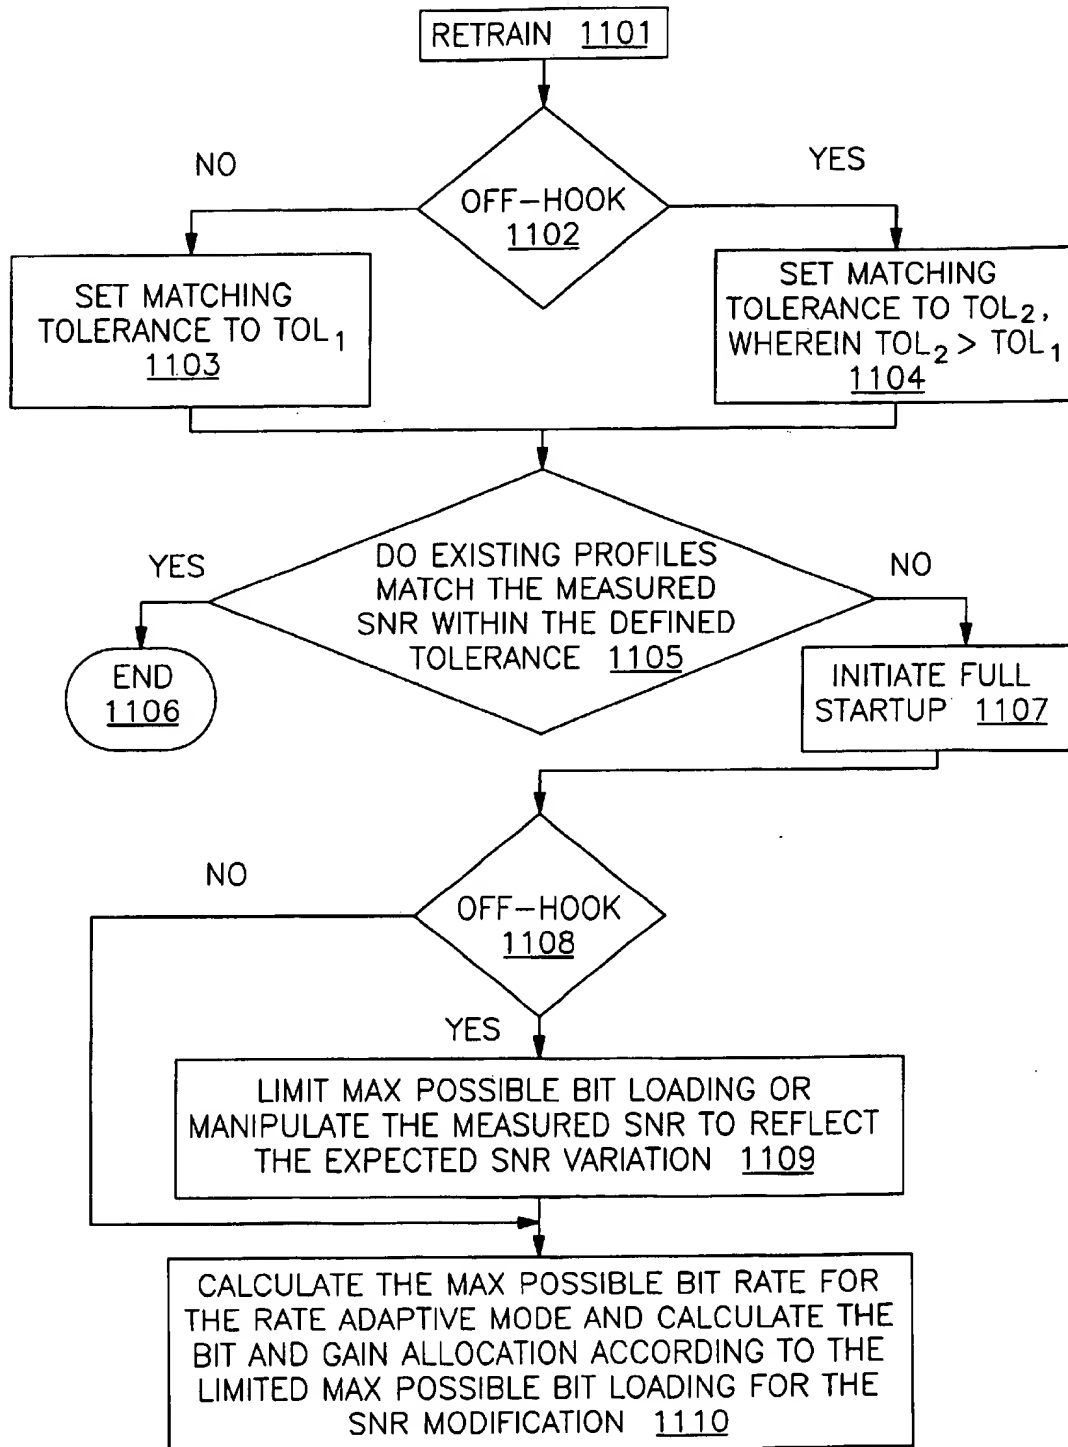 RETRAIN 1101
NO
YES
OFF-HOOK
1102
SET MATCHING
TOLERANCE TO TOL1
1103
SET MATCHING
TOLERANCE TO TOL2,
WHEREIN TOL2 > TOL1
1104
YES
DO EXISTING PROFILES
MATCH THE MEASURED
SNR WITHIN THE DEFINED
TOLERANCE 1105
NO
END
1106
INITIATE FULL
STARTUP 1107
NO
OFF-HOOK
1108
YES
LIMIT MAX POSSIBLE BIT LOADING OR
MANIPULATE THE MEASURED SNR TO REFLECT
THE EXPECTED SNR VARIATION 1109
CALCULATE THE MAX POSSIBLE BIT RATE FOR
THE RATE ADAPTIVE MODE AND CALCULATE THE
BIT AND GAIN ALLOCATION ACCORDING TO THE
LIMITED MAX POSSIBLE BIT LOADING FOR THE
SNR MODIFICATION 1110